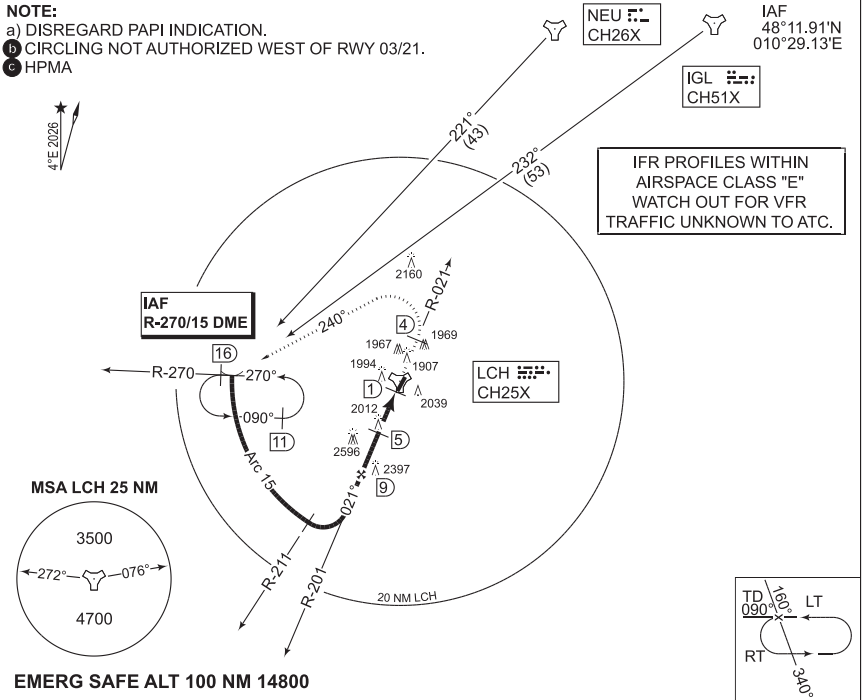 NOTE:
a) DISREGARD PAPI INDICATION.
b CIRCLING NOT AUTHORIZED WEST OF RWY 03/21.
c HPMA
NEU
CH26X
IAF
48°11.91'N
010°29.13'E
IGL
CH51X
4°E 2026
221°
(43)
232°
(53)
IFR PROFILES WITHIN
AIRSPACE CLASS "E"
WATCH OUT FOR VFR
TRAFFIC UNKNOWN TO ATC.
2160
R-021
IAF
R-270/15 DME
240°
4
1969
1967
1907
16
1994
R-270
270°
LCH
CH25X
1
2039
090°
2012
11
5
2596
2397
9
Arc 15
021°
MSA LCH 25 NM
3500
272°
076°
4700
R-211
R-201
20 NM LCH
TD
090°
160°
LT
RT
340°
EMERG SAFE ALT 100 NM 14800